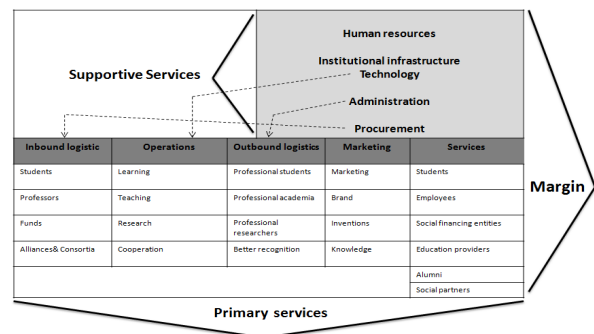 Human resources
Supportive Services
Institutional infrastructure
Technology
Administration
Procurement
Inbound logistic
Operations
Outbound logistics
Marketing
Services
Students
Learning
Professional students
Marketing
Students
Professors
Teaching
Professional academia
Brand
Employees
Margin
Funds
Research
Professional
researchers
Inventions
Social financing entities
Alliances& Consortia
Cooperation
Better recognition
Knowledge
Education providers
Alumni
Social partners
Primary services